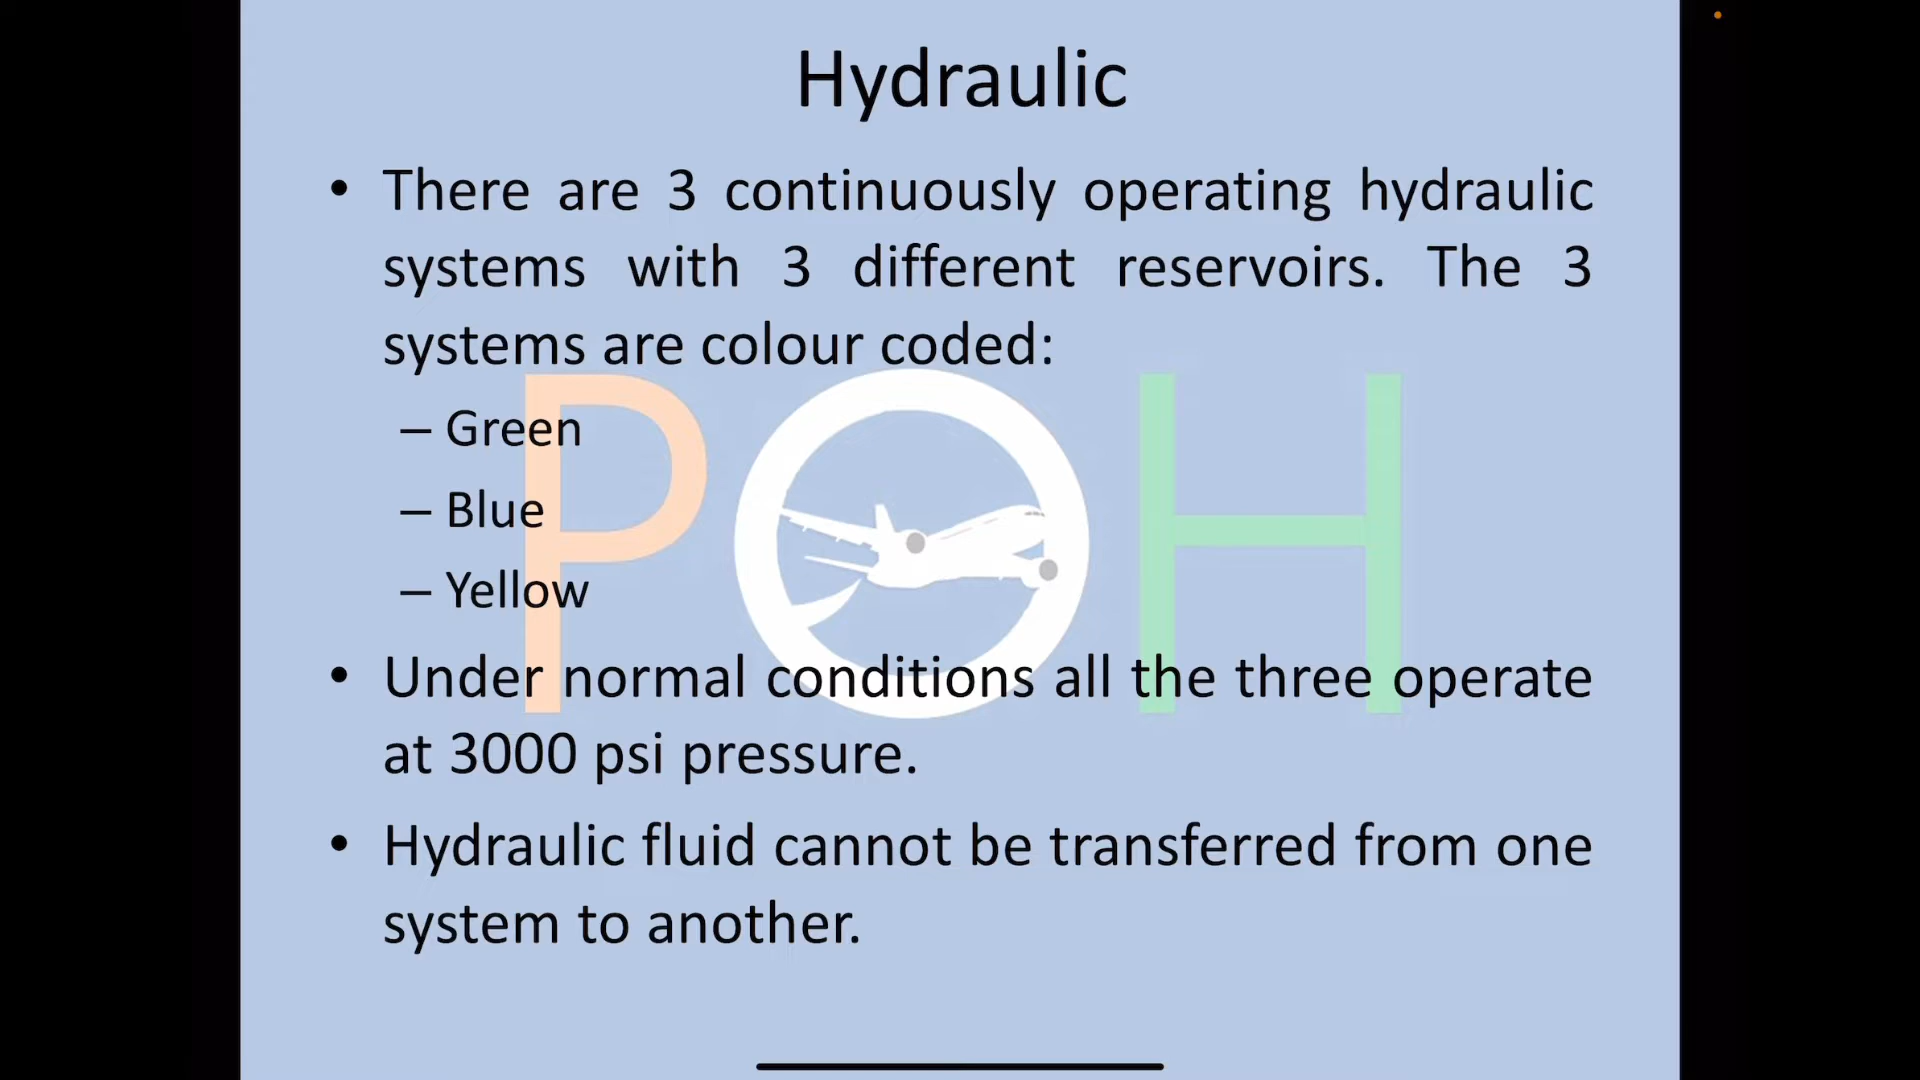 Hydraulic
• There are 3 continuously operating hydraulic
systems with 3 different reservoirs. The 3
systems are colour coded:
– Green
– Blue
– Yellow
• Under normal conditions all the three operate
at 3000 psi pressure.
• Hydraulic fluid cannot be transferred from one
system to another.
POH